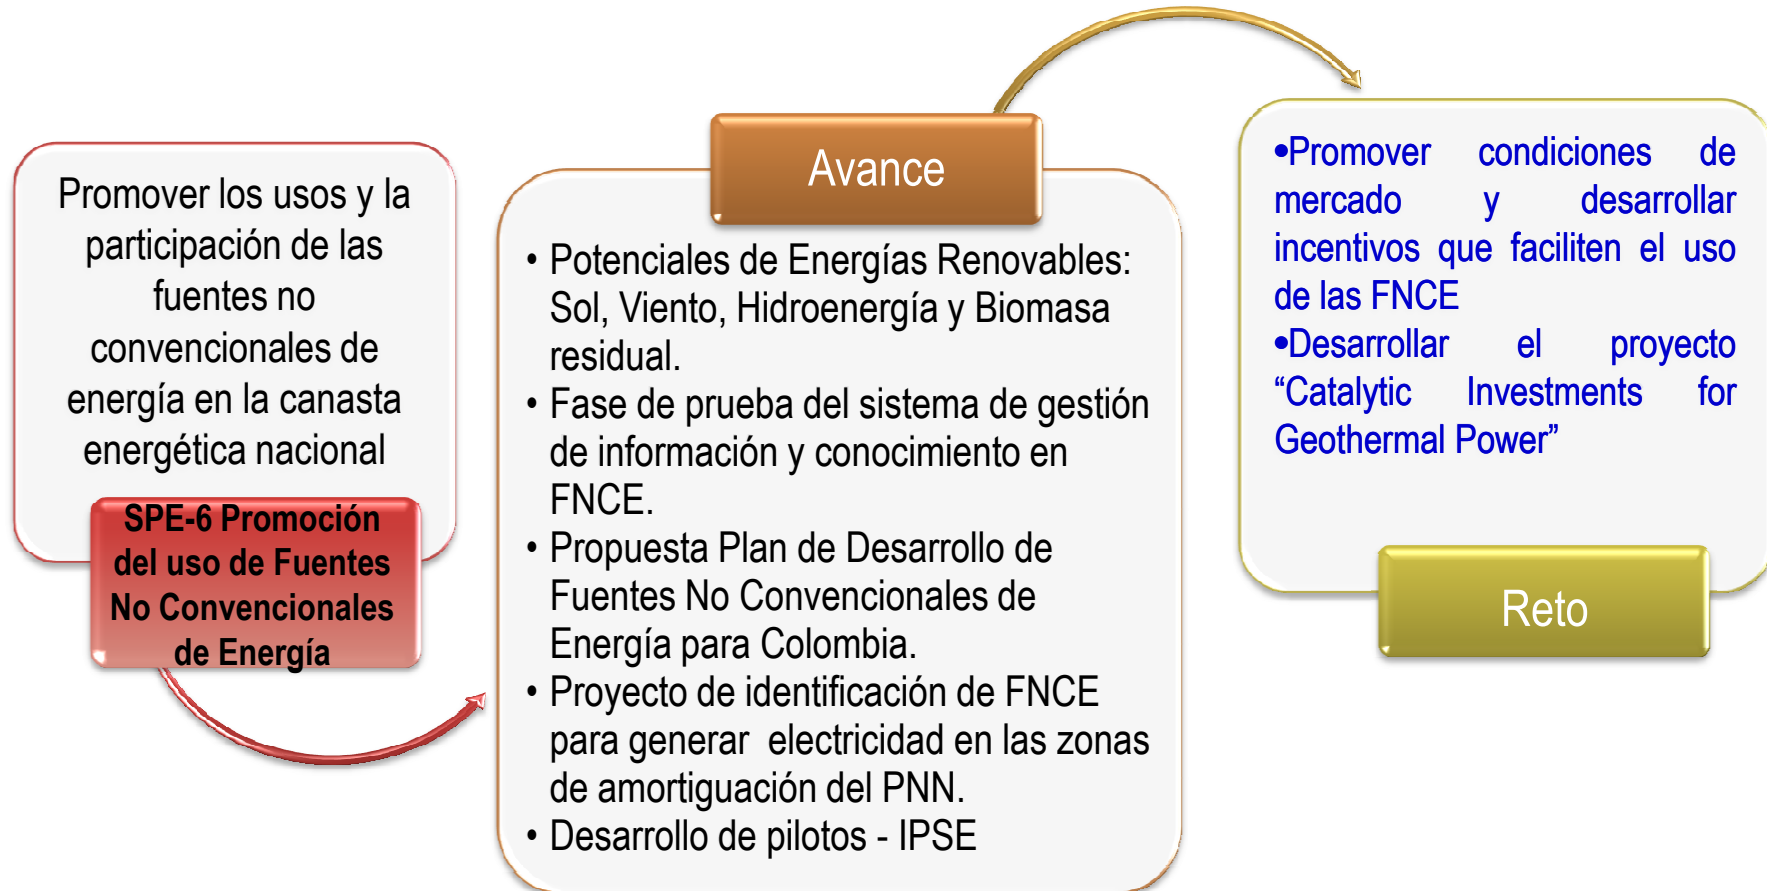 Promover los usos y la
participación de las
fuentes no
convencionales de
energía en la canasta
energética nacional
SPE-6 Promoción
del uso de Fuentes
No Convencionales
de Energía
Avance
• Potenciales de Energías Renovables:
Sol, Viento, Hidroenergía y Biomasa
residual.
• Fase de prueba del sistema de gestión
de información y conocimiento en
FNCE.
• Propuesta Plan de Desarrollo de
Fuentes No Convencionales de
Energía para Colombia.
• Proyecto de identificación de FNCE
para generar electricidad en las zonas
de amortiguación del PNN.
• Desarrollo de pilotos - IPSE
•Promover condiciones de
mercado y desarrollar
incentivos que faciliten el uso
de las FNCE
•Desarrollar el proyecto
“Catalytic Investments for
Geothermal Power”
Reto